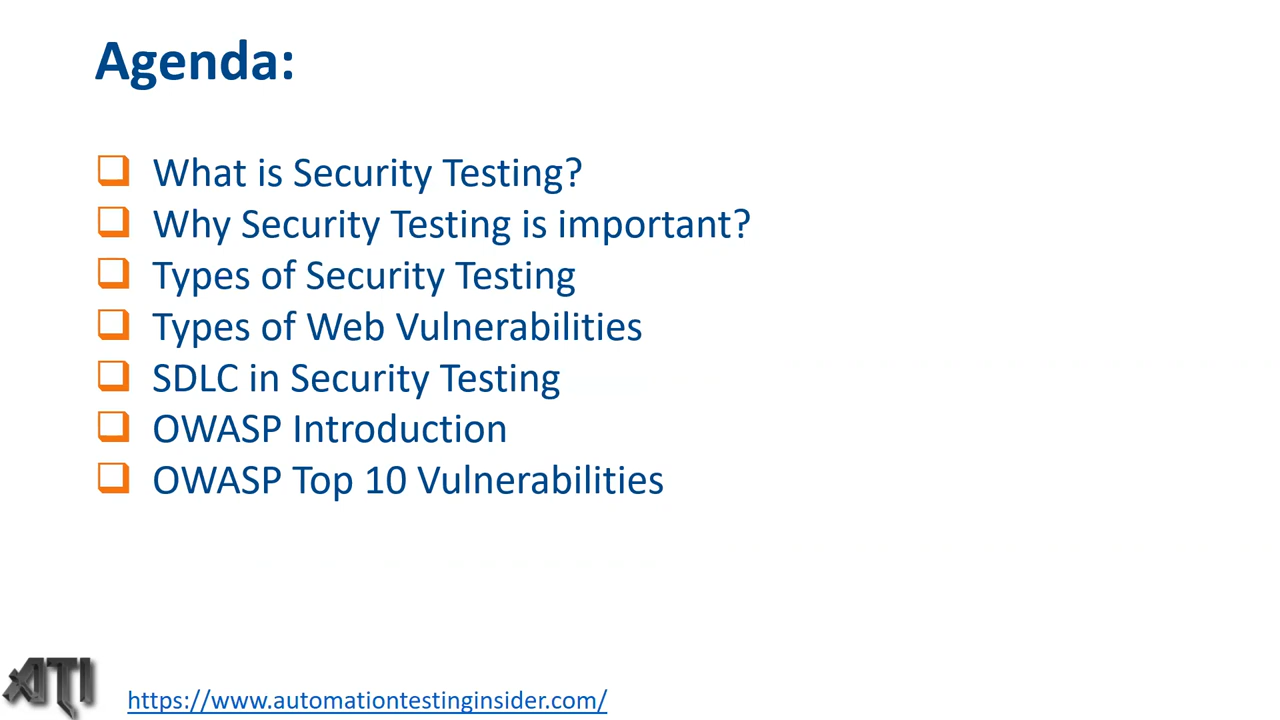 Agenda:
What is Security Testing?
Why Security Testing is important?
Types of Security Testing
Types of Web Vulnerabilities
SDLC in Security Testing
OWASP Introduction
OWASP Top 10 Vulnerabilities
ATI
https://www.automationtestinginsider.com/